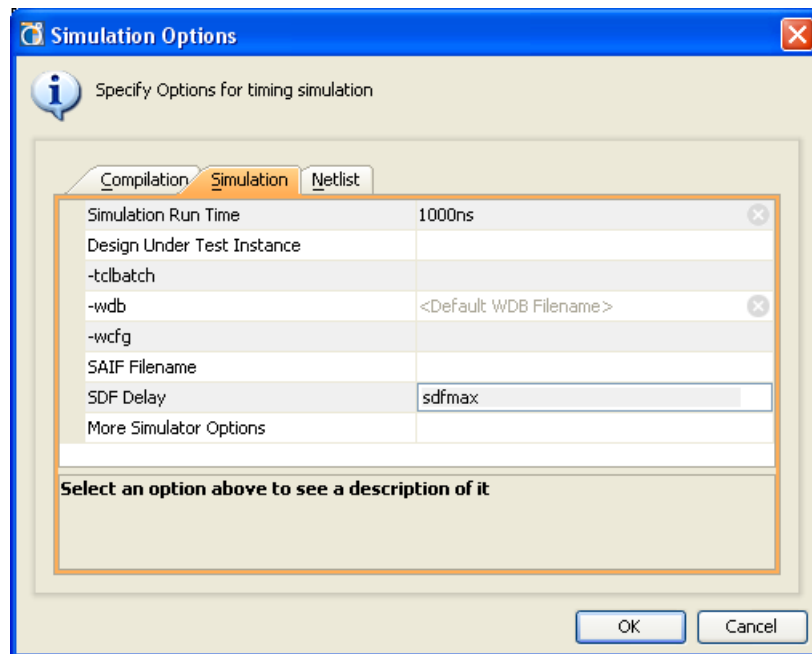 Simulation Options
Specify Options for timing simulation
Compilation Simulation Netlist
Simulation Run Time 1000ns
Design Under Test Instance
-tclbatch
-wdb <Default WDB Filename>
-wcfg
SAIF Filename
SDF Delay sdfmax
More Simulator Options
Select an option above to see a description of it
OK Cancel